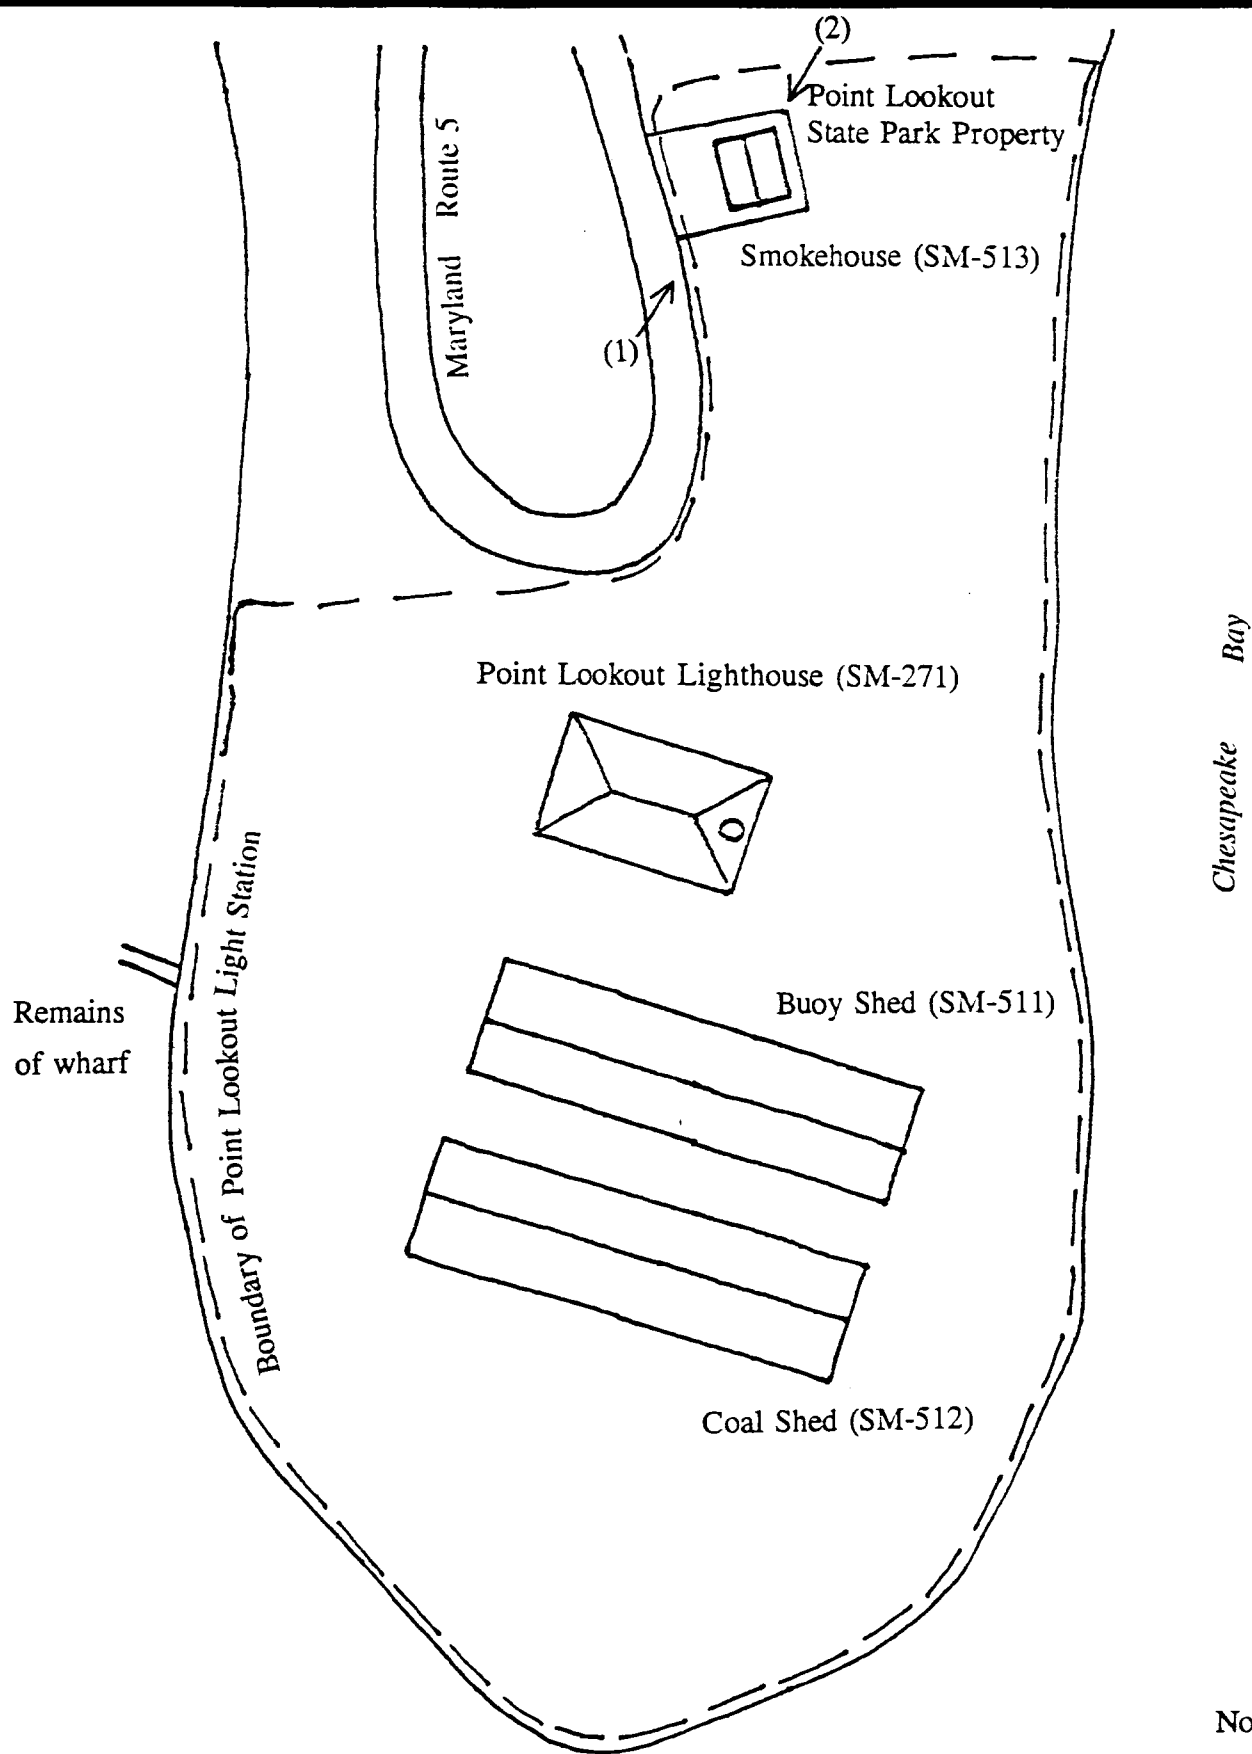 (2)
Point Lookout
State Park Property
Maryland Route 5
Smokehouse (SM-513)
(1)
Point Lookout Lighthouse (SM-271)
Chesapeake Bay
Boundary of Point Lookout Light Station
Remains
of wharf
Buoy Shed (SM-511)
Coal Shed (SM-512)
No